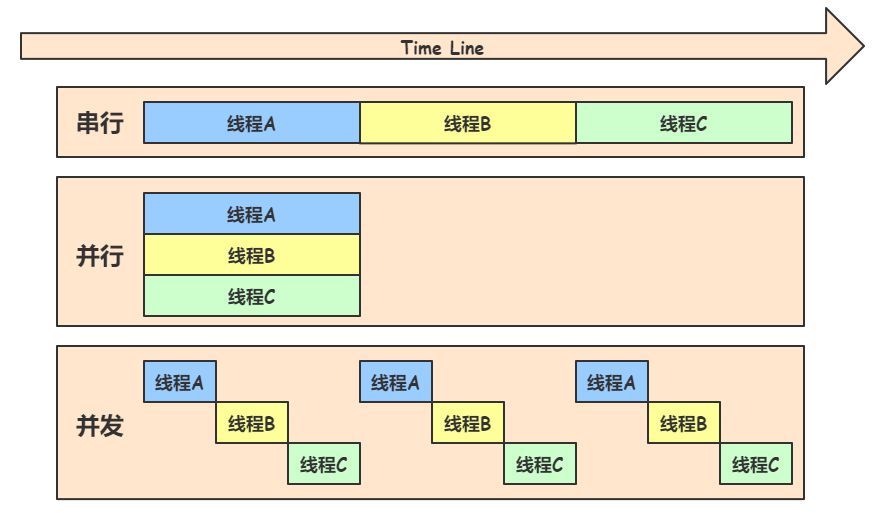 Time Line
串行
线程A 线程B 线程C
并行
线程A
线程B
线程C
并发
线程A 线程A 线程A
线程B 线程B 线程B
线程C 线程C 线程C